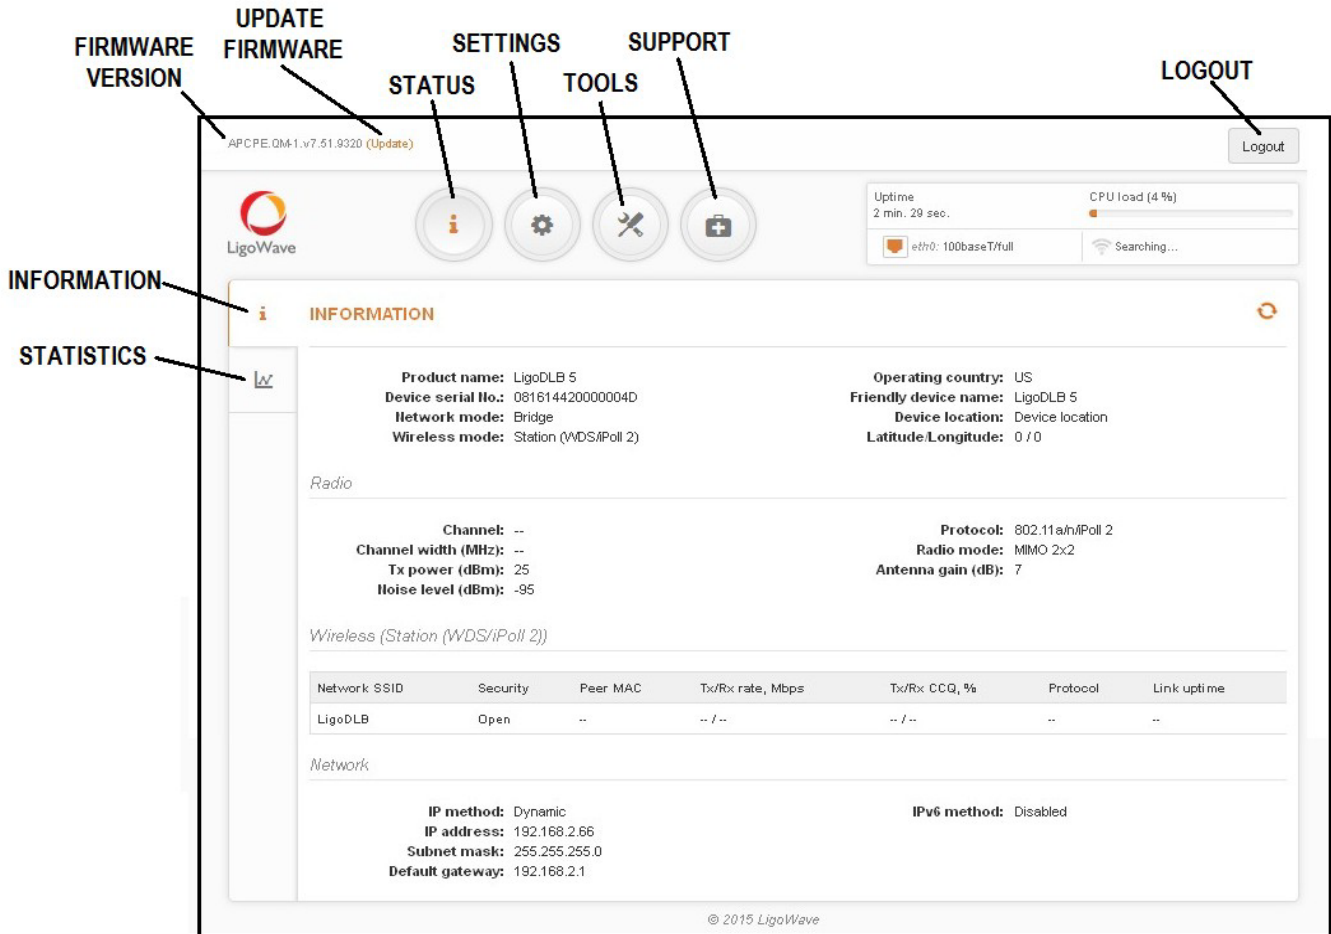 UPDATE
FIRMWARE
FIRMWARE
VERSION
STATUS
SETTINGS
TOOLS
SUPPORT
LOGOUT
APCPE.QM-1.v7.51.9320 (Update)
Logout
LigoWave
Uptime
2 min. 29 sec.
CPU load (4 %)
eth0: 100baseT/full
Searching...
INFORMATION
STATISTICS
INFORMATION
Product name: LigoDLB 5
Device serial No.: 081614420000004D
Network mode: Bridge
Wireless mode: Station (WDS/iPoll 2)
Operating country: US
Friendly device name: LigoDLB 5
Device location: Device location
Latitude/Longitude: 0 / 0
Radio
Channel: --
Channel width (MHz): --
Tx power (dBm): 25
Noise level (dBm): -95
Protocol: 802.11a/n/iPoll 2
Radio mode: MIMO 2x2
Antenna gain (dB): 7
Wireless (Station (WDS/iPoll 2))
Network SSID Security Peer MAC Tx/Rx rate, Mbps Tx/Rx CCQ, % Protocol Link uptime
LigoDLB Open -- -- / -- -- / -- -- --
Network
IP method: Dynamic
IP address: 192.168.2.66
Subnet mask: 255.255.255.0
Default gateway: 192.168.2.1
IPv6 method: Disabled
© 2015 LigoWave